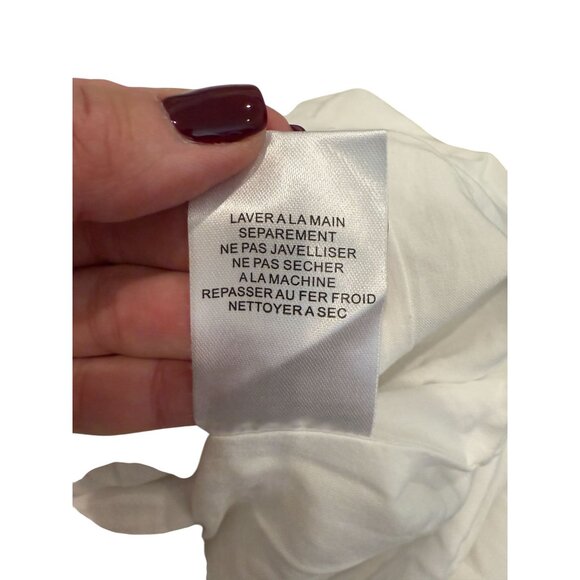 LAVER A LA MAIN
SEPAREMENT
NE PAS JAVELLISER
NE PAS SECHER
A LA MACHINE
REPASSER AU FER FROID
NETTOYER A SEC